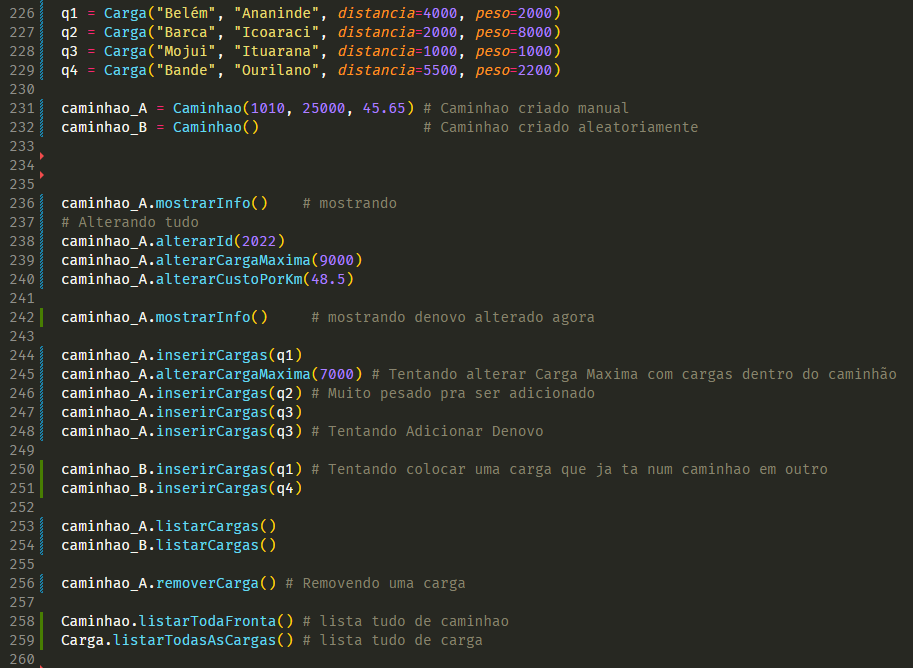 226 q1 = Carga("Belém", "Ananinde", distancia=4000, peso=2000)
227 q2 = Carga("Barca", "Icoaraci", distancia=2000, peso=8000)
228 q3 = Carga("Mojui", "Ituarana", distancia=1000, peso=1000)
229 q4 = Carga("Bande", "Ourilano", distancia=5500, peso=2200)
230
231 caminhao_A = Caminhao(1010, 25000, 45.65) # Caminhao criado manual
232 caminhao_B = Caminhao() # Caminhao criado aleatoriamente
233
234
235
236 caminhao_A.mostrarInfo() # mostrando
237 # Alterando tudo
238 caminhao_A.alterarId(2022)
239 caminhao_A.alterarCargaMaxima(9000)
240 caminhao_A.alterarCustoPorKm(48.5)
241
242 caminhao_A.mostrarInfo() # mostrando denovo alterado agora
243
244 caminhao_A.inserirCargas(q1)
245 caminhao_A.alterarCargaMaxima(7000) # Tentando alterar Carga Maxima com cargas dentro do caminhão
246 caminhao_A.inserirCargas(q2) # Muito pesado pra ser adicionado
247 caminhao_A.inserirCargas(q3)
248 caminhao_A.inserirCargas(q3) # Tentando Adicionar Denovo
249
250 caminhao_B.inserirCargas(q1) # Tentando colocar uma carga que ja ta num caminhao em outro
251 caminhao_B.inserirCargas(q4)
252
253 caminhao_A.listarCargas()
254 caminhao_B.listarCargas()
255
256 caminhao_A.removerCarga() # Removendo uma carga
257
258 Caminhao.listarTodaFronta() # lista tudo de caminhao
259 Carga.listarTodasAsCargas() # lista tudo de carga
260